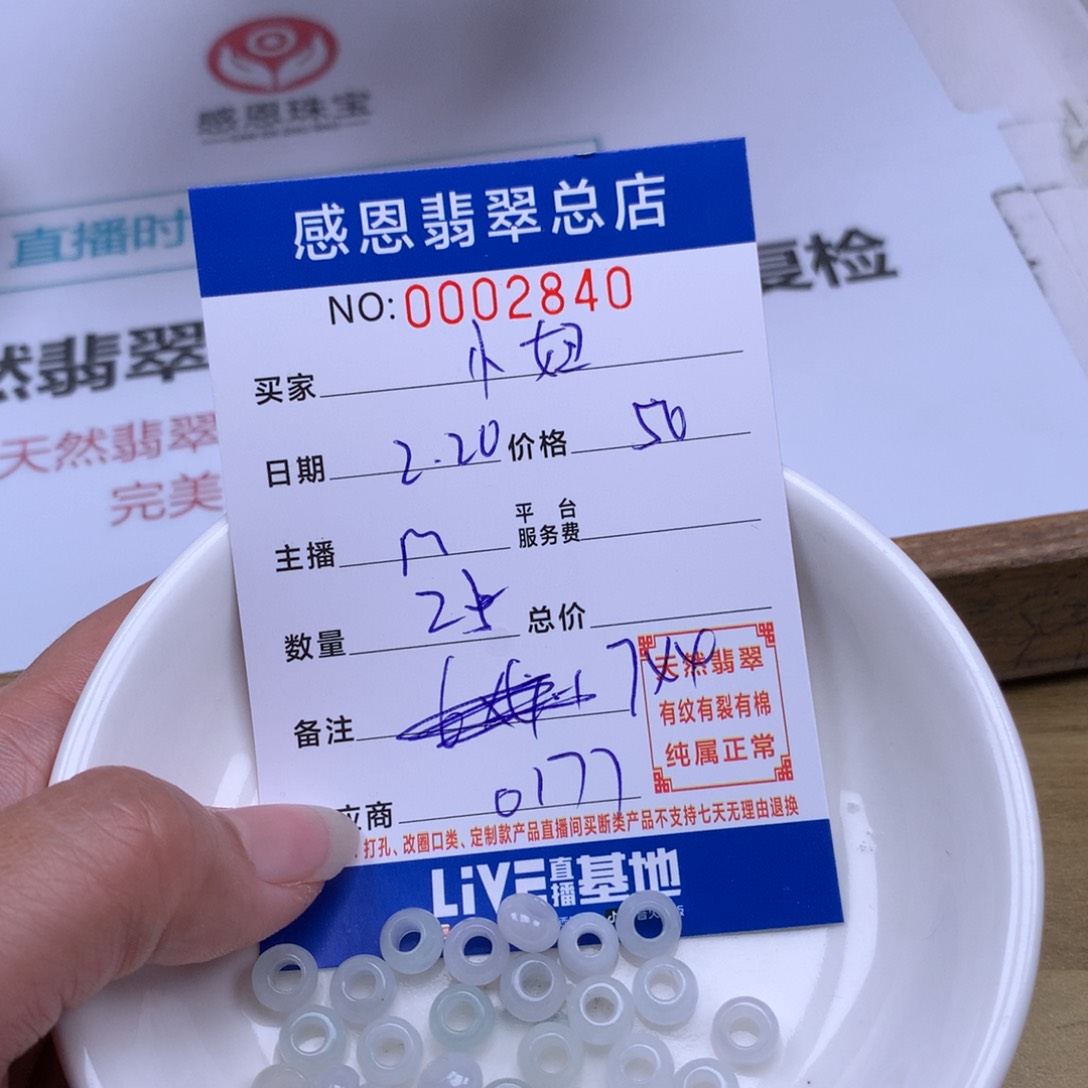 感恩珠宝
直播时
复检
然翡翠
天然翡翠
完美
感恩翡翠总店
NO:0002840
买家 小妞
日期 2.20 价格 50
主播 m
平台
服务费
数量 总价
备注
天然翡翠
有纹有裂有棉
纯属正常
应商 0177
打孔、改圈口类、定制款产品直播间买断类产品不支持七天无理由退换
LiVE直播基地